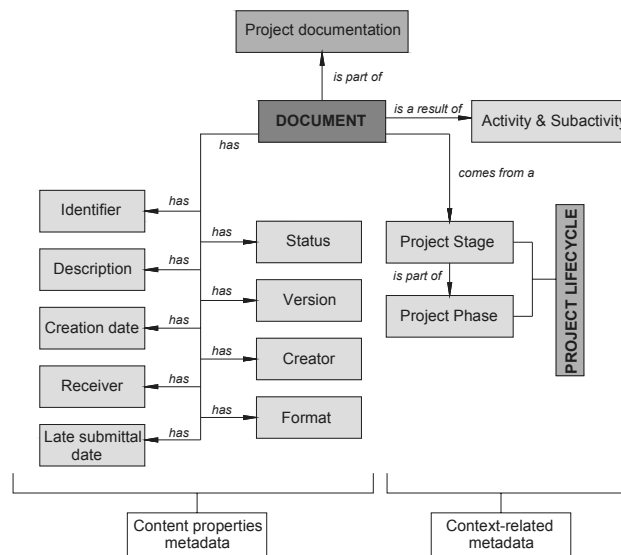 Project documentation
is part of
DOCUMENT
is a result of
Activity & Subactivity
has
comes from a
Identifier
has
has
Status
Project Stage
PROJECT LIFECYCLE
Description
has
is part of
has
Version
Project Phase
Creation date
has
has
Creator
Receiver
has
has
Format
Late submittal
date
has
Content properties
metadata
Context-related
metadata